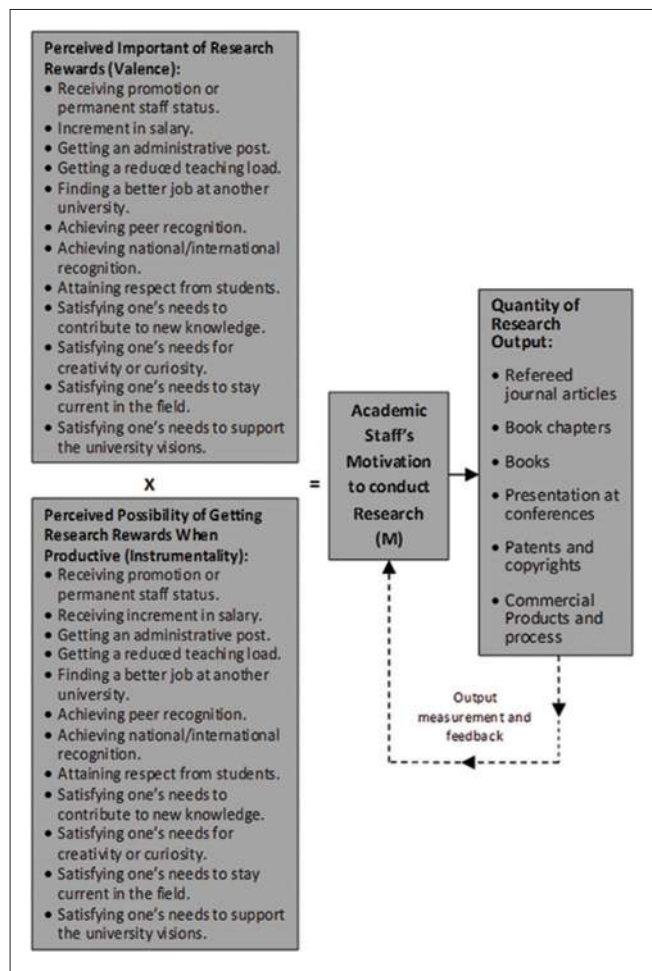 Perceived Important of Research
Rewards (Valence):
• Receiving promotion or
permanent staff status.
• Increment in salary.
• Getting an administrative post.
• Getting a reduced teaching load.
• Finding a better job at another
university.
• Achieving peer recognition.
• Achieving national/international
recognition.
• Attaining respect from students.
• Satisfying one's needs to
contribute to new knowledge.
• Satisfying one's needs for
creativity or curiosity.
• Satisfying one's needs to stay
current in the field.
• Satisfying one's needs to support
the university visions.
X
Perceived Possibility of Getting
Research Rewards When
Productive (Instrumentality):
• Receiving promotion or
permanent staff status.
• Receiving increment in salary.
• Getting an administrative post.
• Getting a reduced teaching load.
• Finding a better job at another
university.
• Achieving peer recognition.
• Achieving national/international
recognition.
• Attaining respect from students.
• Satisfying one's needs to
contribute to new knowledge.
• Satisfying one's needs for
creativity or curiosity.
• Satisfying one's needs to stay
current in the field.
• Satisfying one's needs to support
the university visions.
=
Academic
Staff's
Motivation
to conduct
Research
(M)
Quantity of
Research
Output:
• Refereed
journal articles
• Book chapters
• Books
• Presentation at
conferences
• Patents and
copyrights
• Commercial
Products and
process
Output
measurement and
feedback